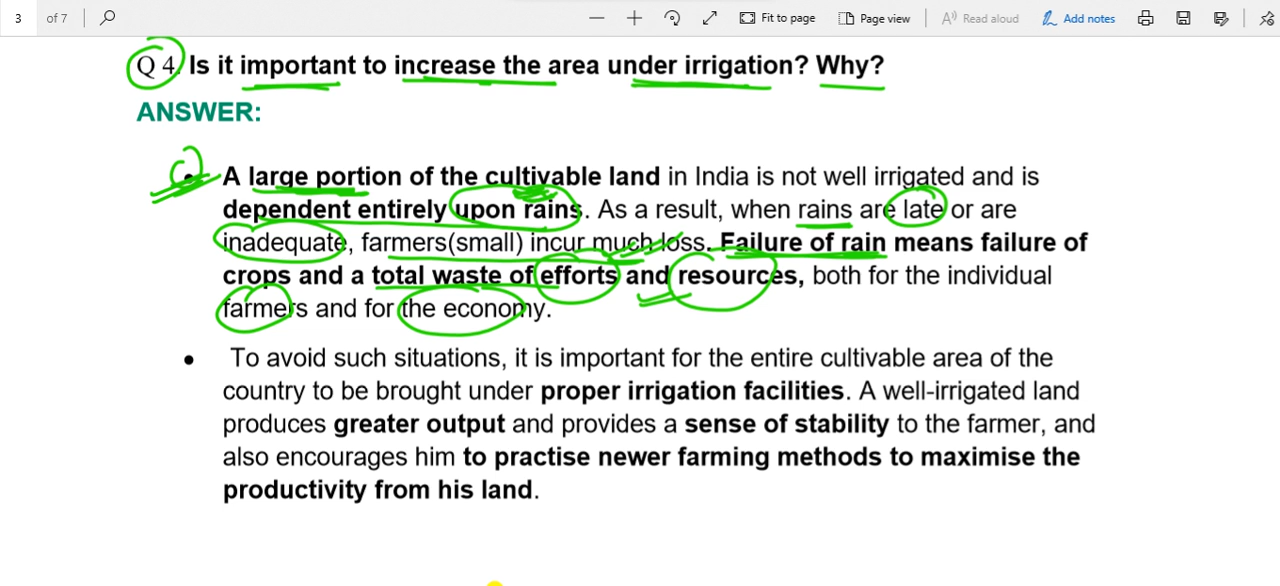 3 of 7 Fit to page Page view Read aloud Add notes
Q 4. Is it important to increase the area under irrigation? Why?
ANSWER:
• A large portion of the cultivable land in India is not well irrigated and is
dependent entirely upon rains. As a result, when rains are late or are
inadequate, farmers(small) incur much loss. Failure of rain means failure of
crops and a total waste of efforts and resources, both for the individual
farmers and for the economy.
• To avoid such situations, it is important for the entire cultivable area of the
country to be brought under proper irrigation facilities. A well-irrigated land
produces greater output and provides a sense of stability to the farmer, and
also encourages him to practise newer farming methods to maximise the
productivity from his land.